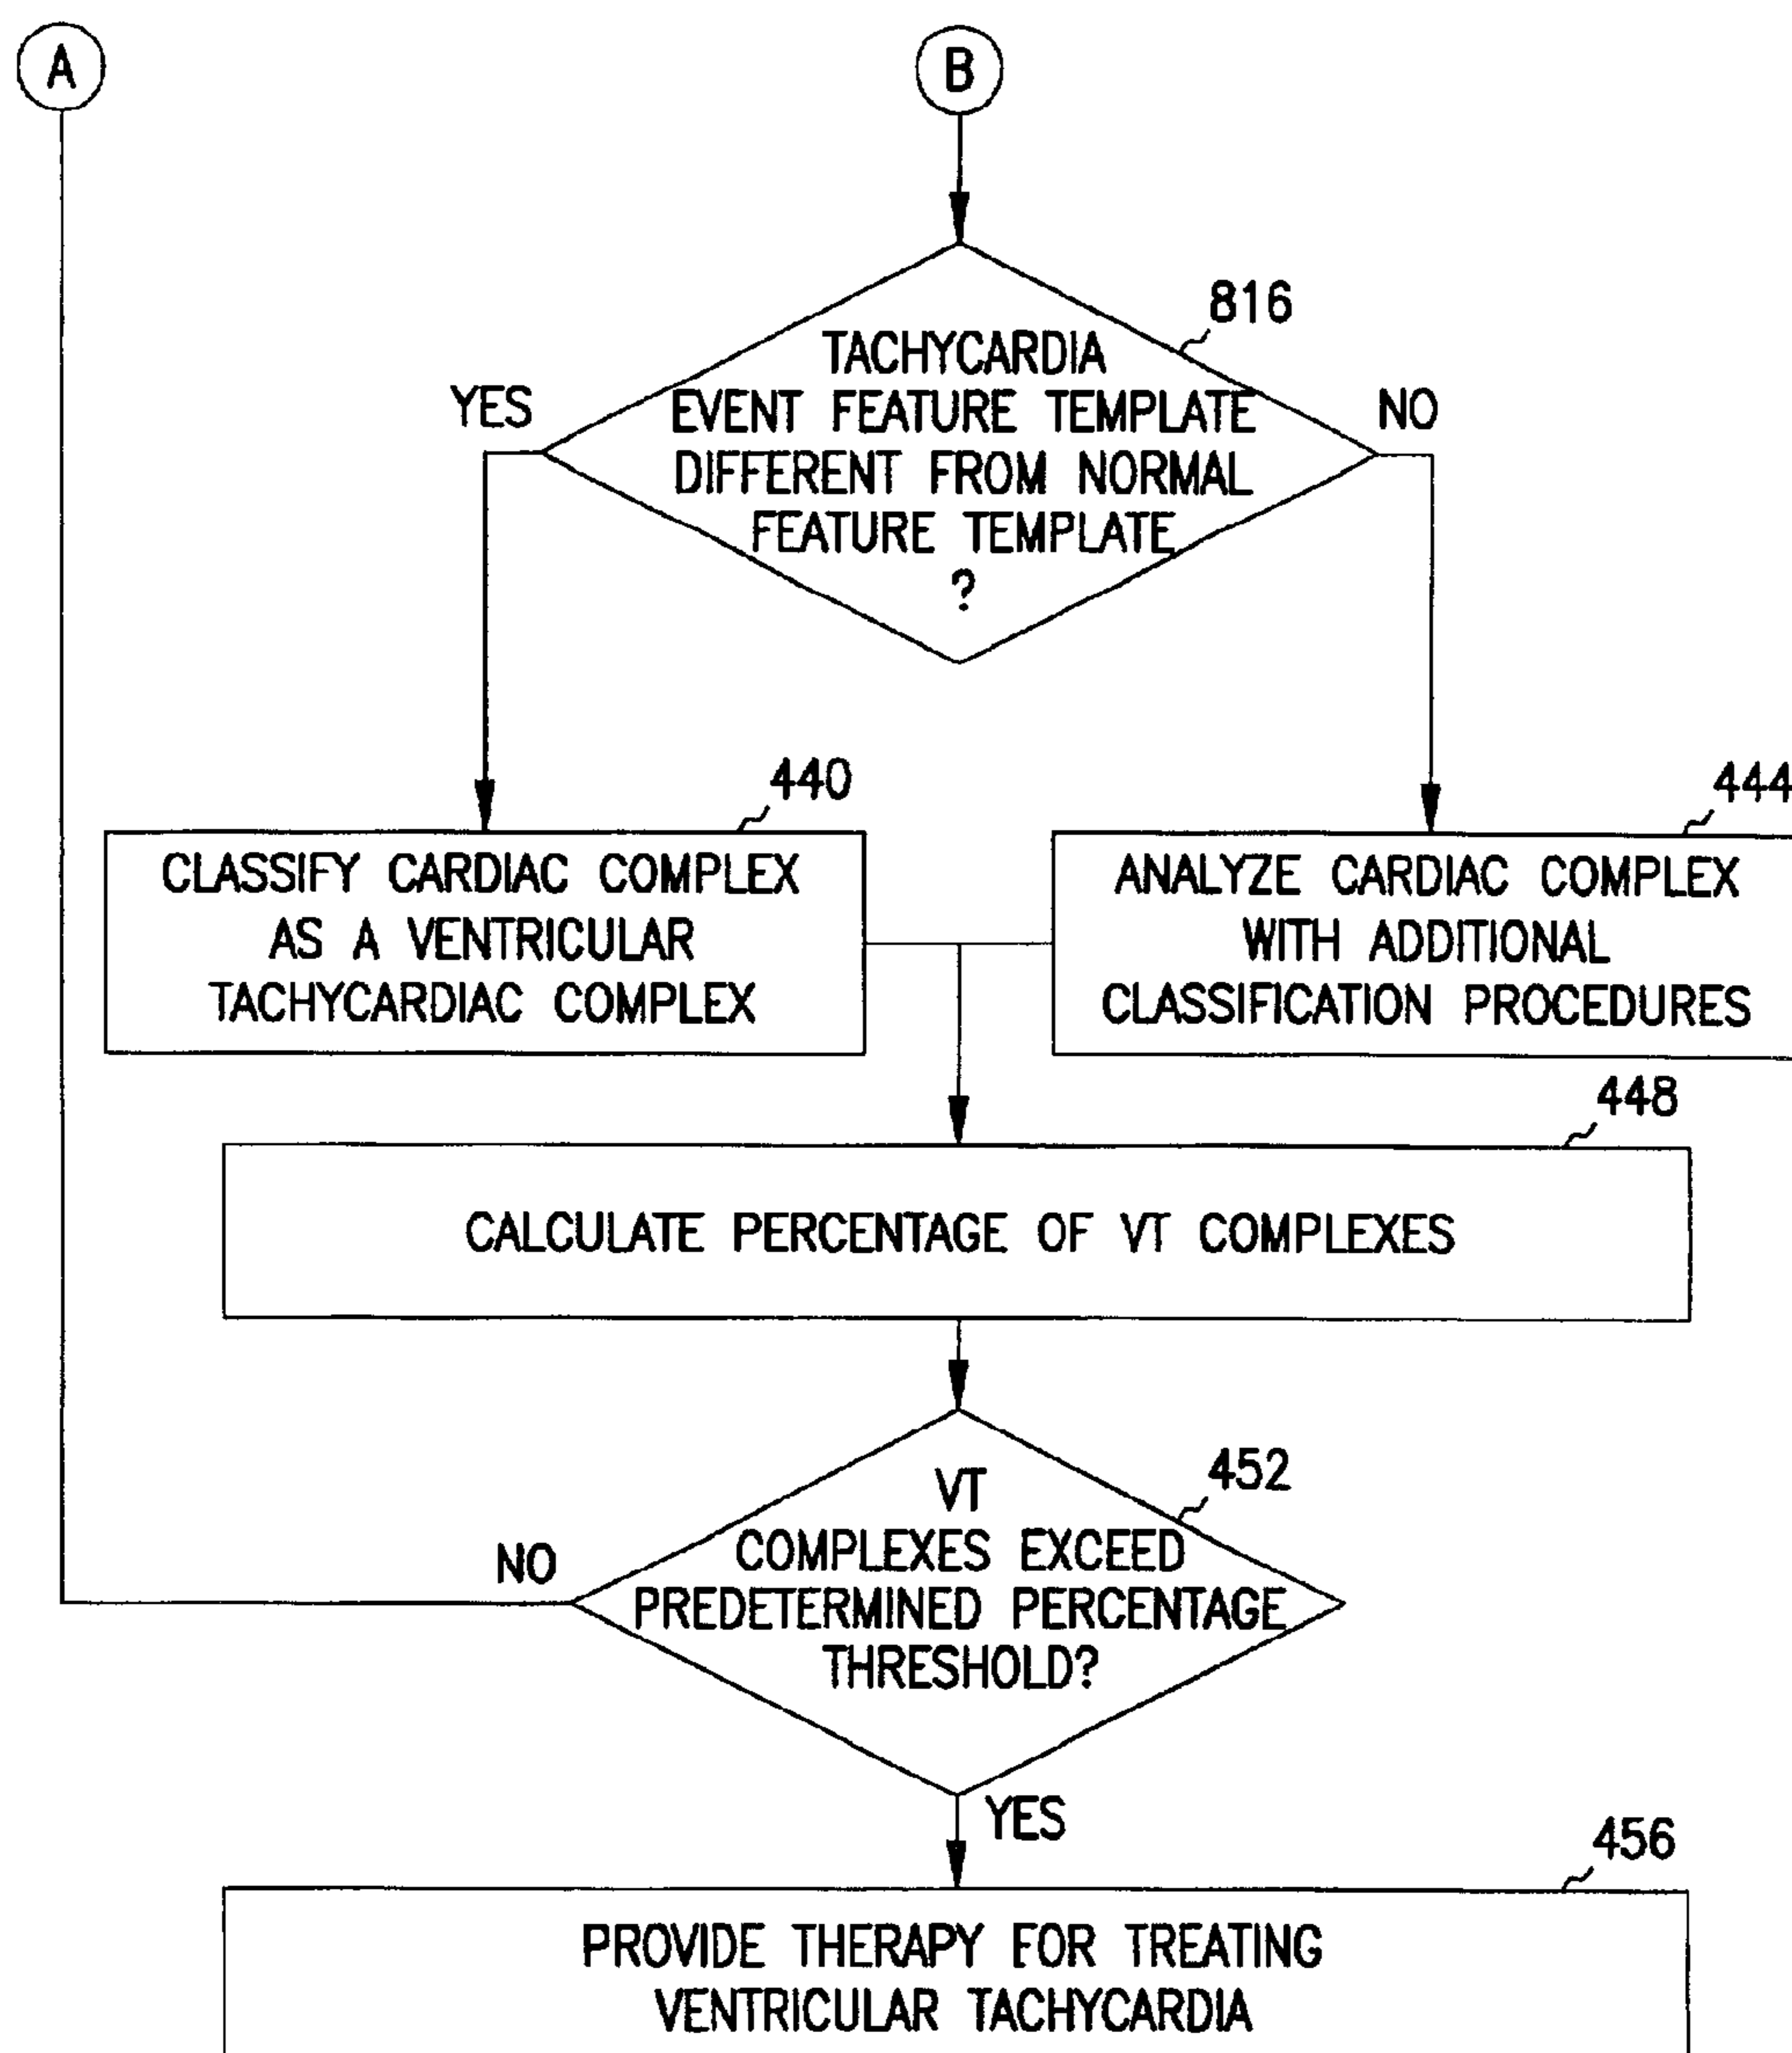 A
B
816
TACHYCARDIA
EVENT FEATURE TEMPLATE
DIFFERENT FROM NORMAL
FEATURE TEMPLATE
?
YES
NO
440
CLASSIFY CARDIAC COMPLEX
AS A VENTRICULAR
TACHYCARDIAC COMPLEX
444
ANALYZE CARDIAC COMPLEX
WITH ADDITIONAL
CLASSIFICATION PROCEDURES
448
CALCULATE PERCENTAGE OF VT COMPLEXES
452
VT
COMPLEXES EXCEED
PREDETERMINED PERCENTAGE
THRESHOLD?
NO
YES
456
PROVIDE THERAPY FOR TREATING
VENTRICULAR TACHYCARDIA